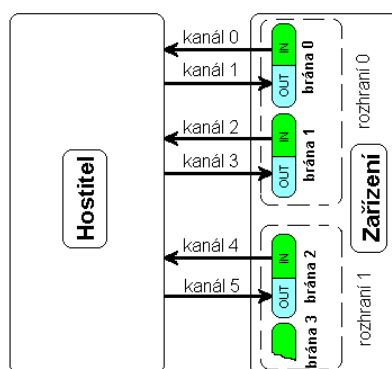 Hostitel
kanál 0
kanál 1
kanál 2
kanál 3
kanál 4
kanál 5
IN
OUT
brána 0
IN
OUT
brána 1
rozhraní 0
IN
OUT
brána 2
brána 3
rozhraní 1
Zařízení